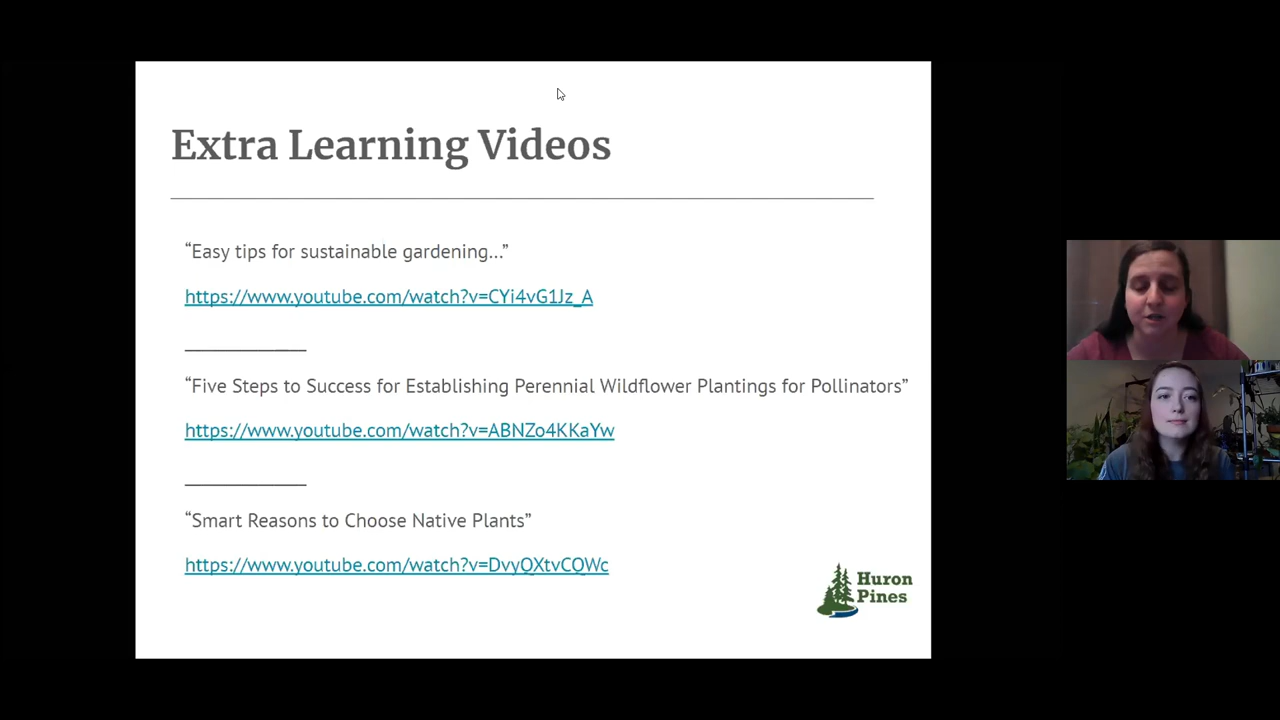 Extra Learning Videos
“Easy tips for sustainable gardening...”
https://www.youtube.com/watch?v=CYi4vG1Jz_A
“Five Steps to Success for Establishing Perennial Wildflower Plantings for Pollinators”
https://www.youtube.com/watch?v=ABNZo4KKaYw
“Smart Reasons to Choose Native Plants”
https://www.youtube.com/watch?v=DvyQXtvCQWc
Huron
Pines